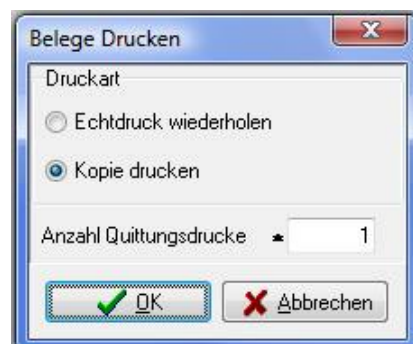 Belege Drucken
Druckart
Echtdruck wiederholen
Kopie drucken
Anzahl Quittungsdrucke * 1
OK Abbrechen